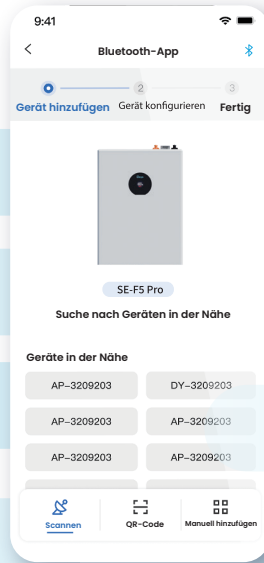 9:41
Bluetooth-App
2
3
Gerät hinzufügen
Gerät konfigurieren
Fertig
SE-F5 Pro
Suche nach Geräten in der Nähe
Geräte in der Nähe
AP-3209203
DY-3209203
AP-3209203
AP-3209203
AP-3209203
AP-3209203
Scannen
QR-Code
Manuell hinzufügen